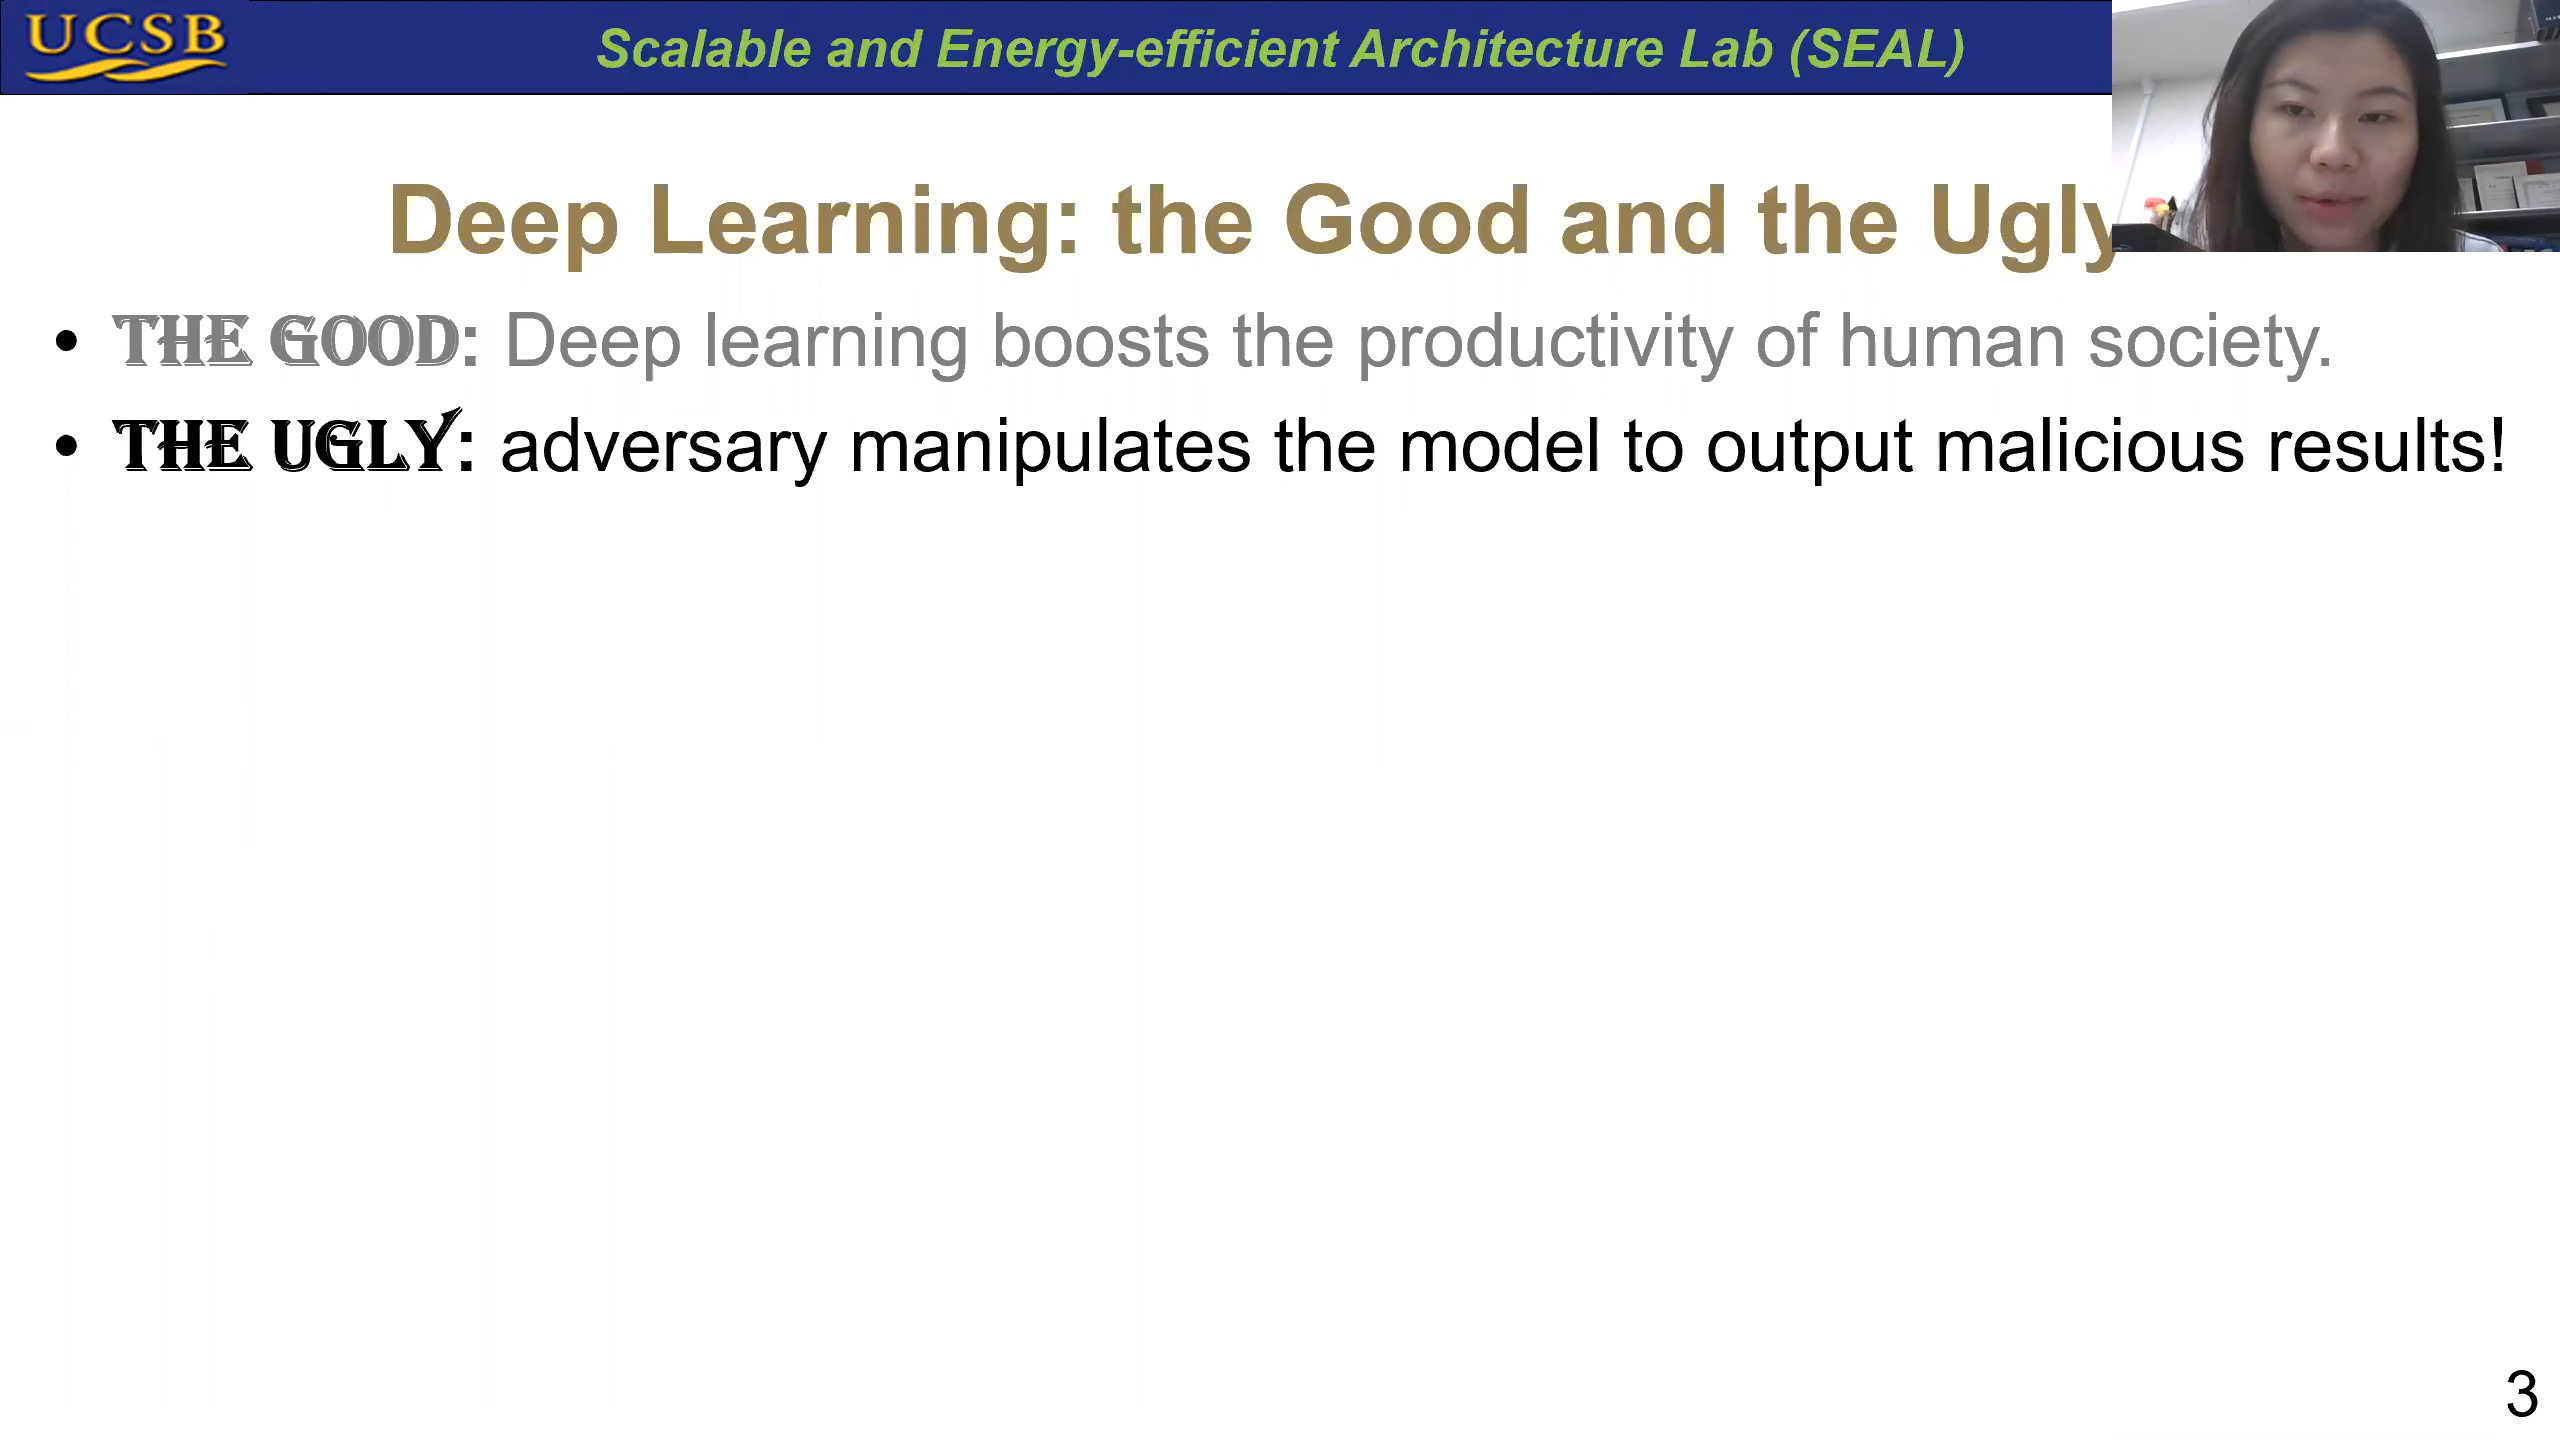 UCSB
Scalable and Energy-efficient Architecture Lab (SEAL)
Deep Learning: the Good and the Ugly
• THE GOOD: Deep learning boosts the productivity of human society.
• THE UGLY: adversary manipulates the model to output malicious results!
3